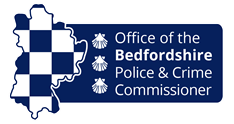 Office of the
Bedfordshire
Police & Crime
Commissioner